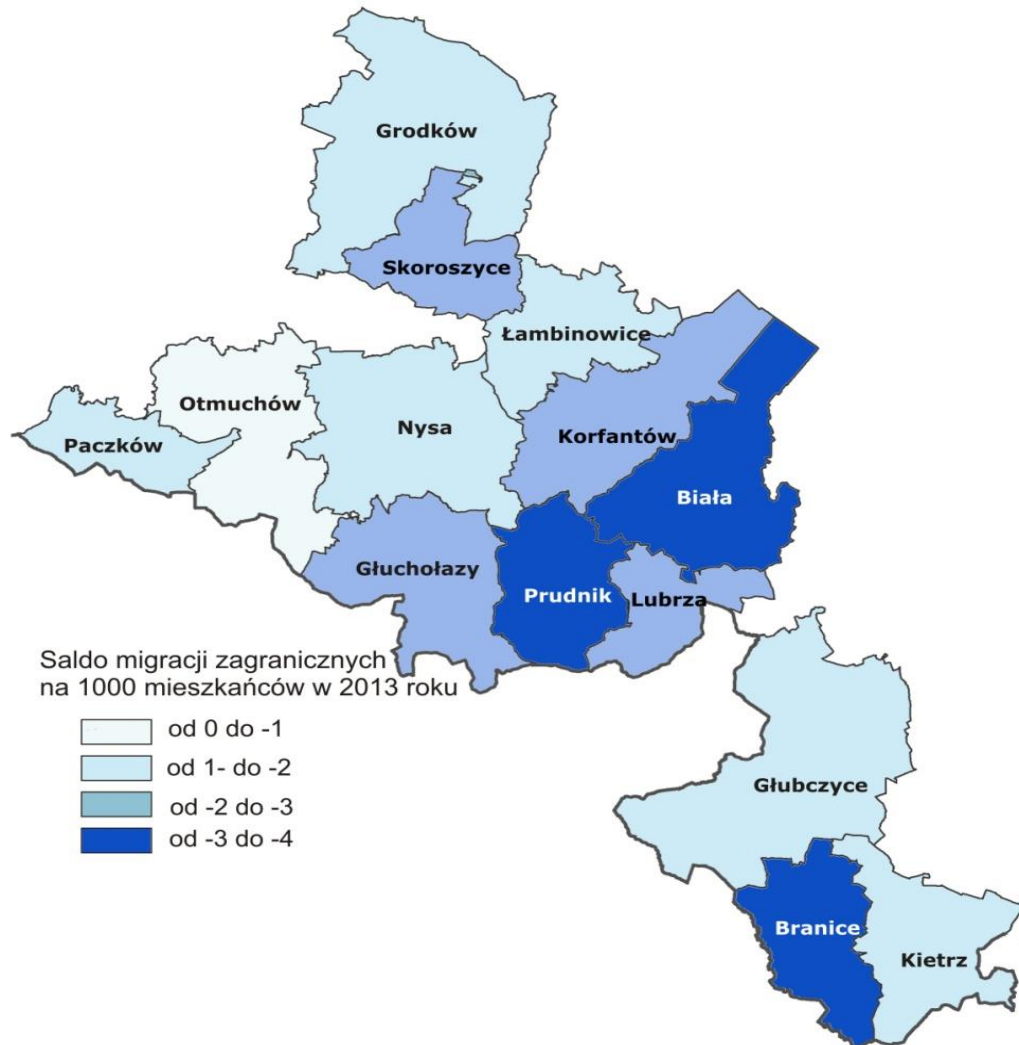 Grodków
Skoroszyce
Łambinowice
Otmuchów
Nysa
Korfantów
Paczków
Biała
Głuchołazy
Prudnik
Lubrza
Saldo migracji zagranicznych
na 1000 mieszkańców w 2013 roku
od 0 do -1
od 1- do -2
od -2 do -3
od -3 do -4
Głubczyce
Branice
Kietrz